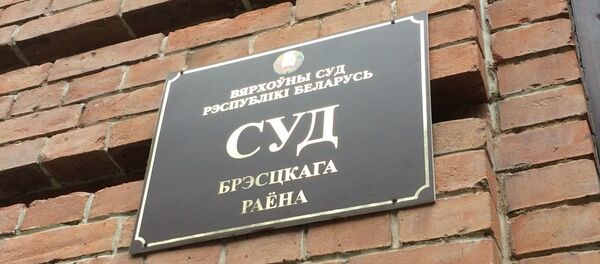 ВЯРХОЎНЫ СУД
РЭСПУБЛІКІ БЕЛАРУСЬ
СУД
БРЭСЦКАГА
РАЁНА